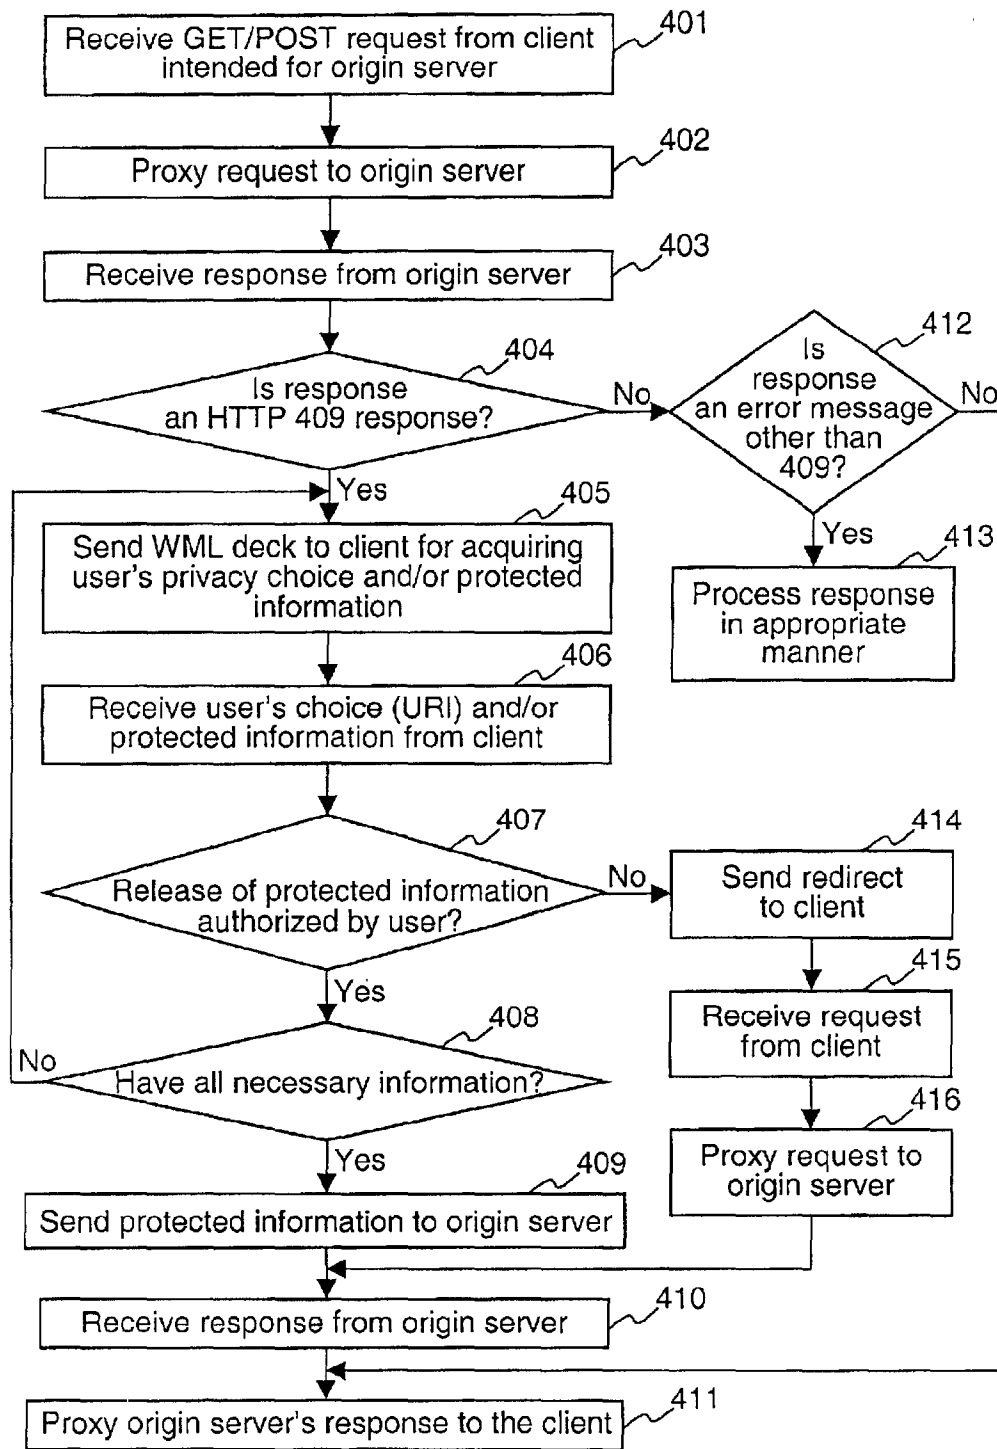 Receive GET/POST request from client
intended for origin server
401
Proxy request to origin server
402
Receive response from origin server
403
Is response
an HTTP 409 response?
404
No
Yes
Is
response
an error message
other than
409?
412
No
Yes
Process response
in appropriate
manner
413
Send WML deck to client for acquiring
user's privacy choice and/or protected
information
405
Receive user's choice (URI) and/or
protected information from client
406
Release of protected information
authorized by user?
407
No
Yes
Send redirect
to client
414
Receive request
from client
415
Proxy request to
origin server
416
Have all necessary information?
408
No
Yes
Send protected information to origin server
409
Receive response from origin server
410
Proxy origin server's response to the client
411